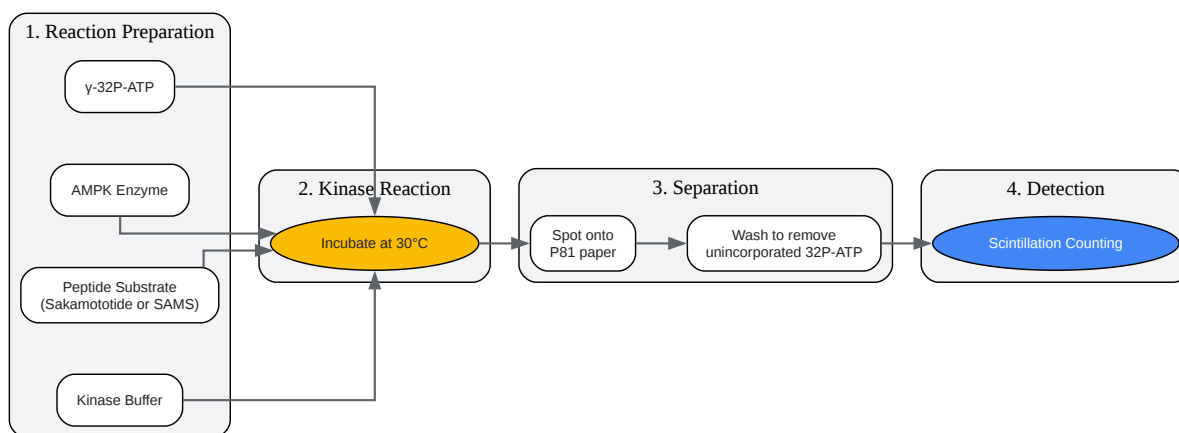 1. Reaction Preparation
γ-32P-ATP
AMPK Enzyme
Peptide Substrate
(Sakamototide or SAMS)
Kinase Buffer
2. Kinase Reaction
Incubate at 30°C
3. Separation
Spot onto
P81 paper
Wash to remove
unincorporated 32P-ATP
4. Detection
Scintillation Counting